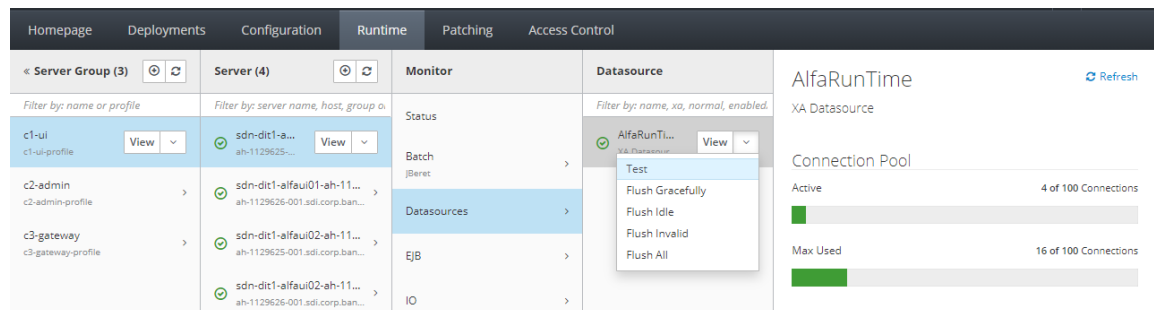 Homepage Deployments Configuration Runtime Patching Access Control
« Server Group (3)
Filter by: name or profile
c1-ui
c1-ui-profile
View
c2-admin
c2-admin-profile
c3-gateway
c3-gateway-profile
Server (4)
Filter by: server name, host, group o
sdn-dit1-a...
ah-1129625-...
View
sdn-dit1-alfaui01-ah-11...
ah-1129626-001.sdi.corp.ban...
sdn-dit1-alfaui02-ah-11...
ah-1129625-001.sdi.corp.ban...
sdn-dit1-alfaui02-ah-11...
ah-1129626-001.sdi.corp.ban...
Monitor
Status
Batch
JBeret
Datasources
EJB
IO
Datasource
Filter by: name, xa, normal, enabled,
AlfaRunTi...
XA Datasour
View
Test
Flush Gracefully
Flush Idle
Flush Invalid
Flush All
AlfaRunTime
Refresh
XA Datasource
Connection Pool
Active 4 of 100 Connections
Max Used 16 of 100 Connections